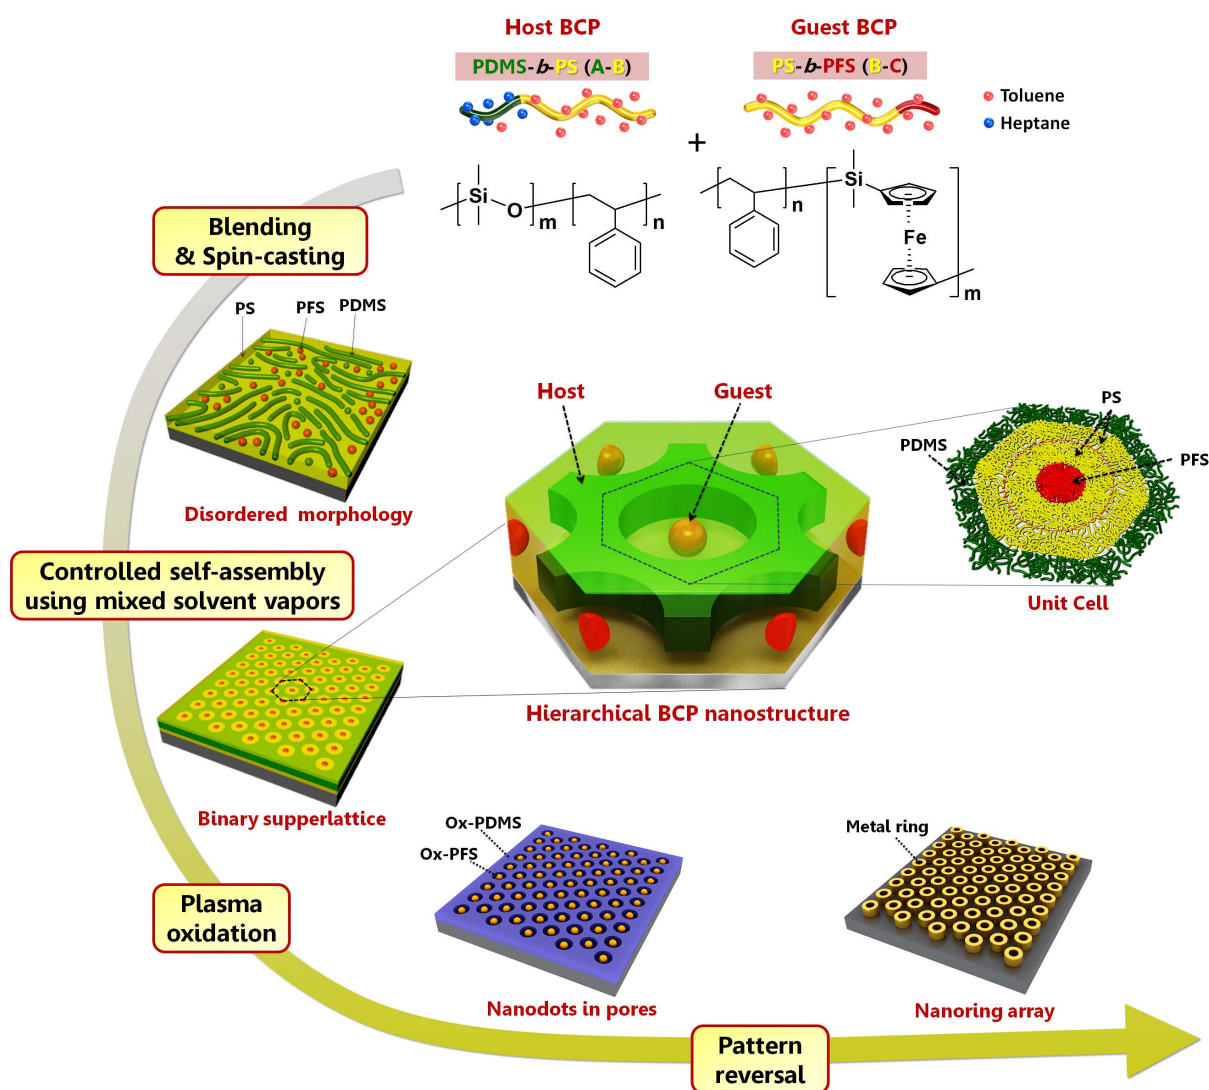 Host BCP
Guest BCP
PDMS-b-PS (A-B)
PS-b-PFS (B-C)
Toluene
Heptane
+
Si
O
m
n
n
Si
Fe
m
Blending
& Spin-casting
PS
PFS
PDMS
Disordered morphology
Host
Guest
PS
PDMS
PFS
Unit Cell
Controlled self-assembly
using mixed solvent vapors
Hierarchical BCP nanostructure
Binary supperlattice
Ox-PDMS
Ox-PFS
Metal ring
Plasma
oxidation
Nanodots in pores
Nanoring array
Pattern
reversal